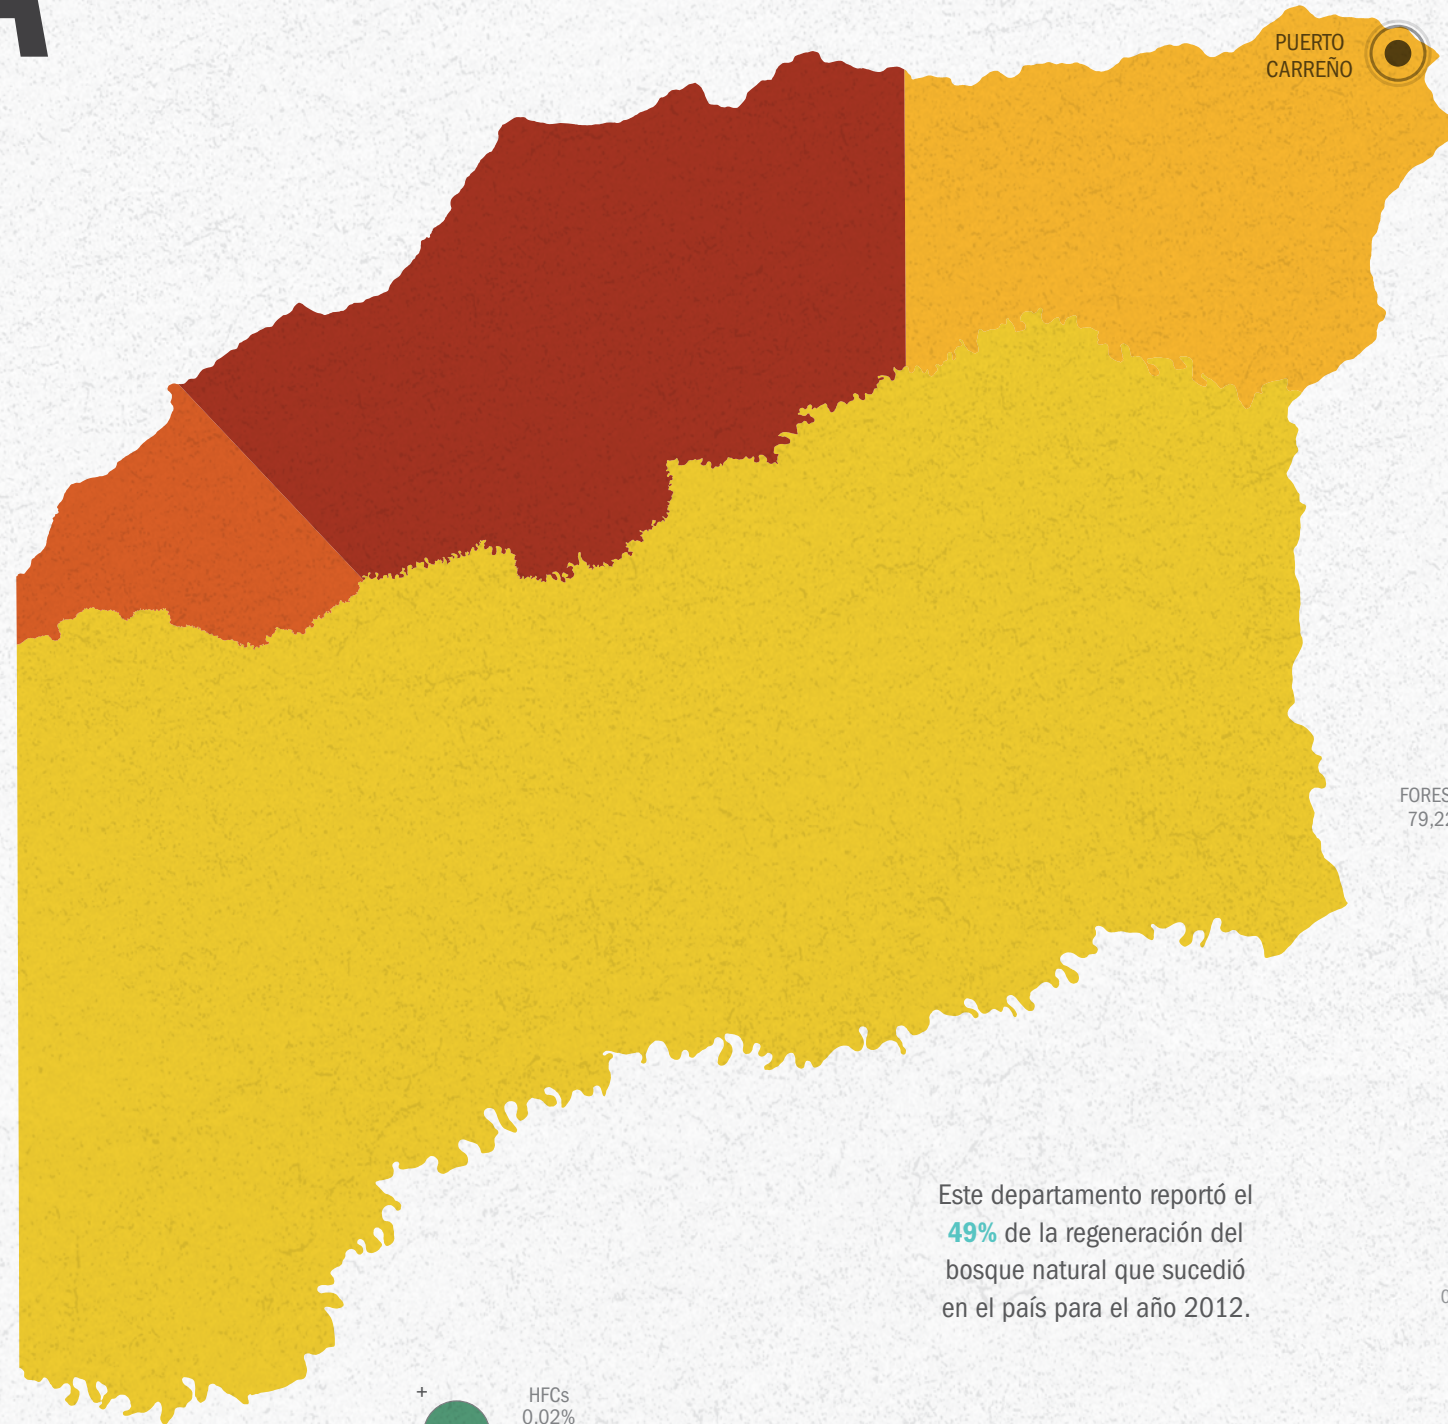 PUERTO
CARREÑO
Este departamento reportó el
49% de la regeneración del
bosque natural que sucedió
en el país para el año 2012.
+
HFCs
0,02%